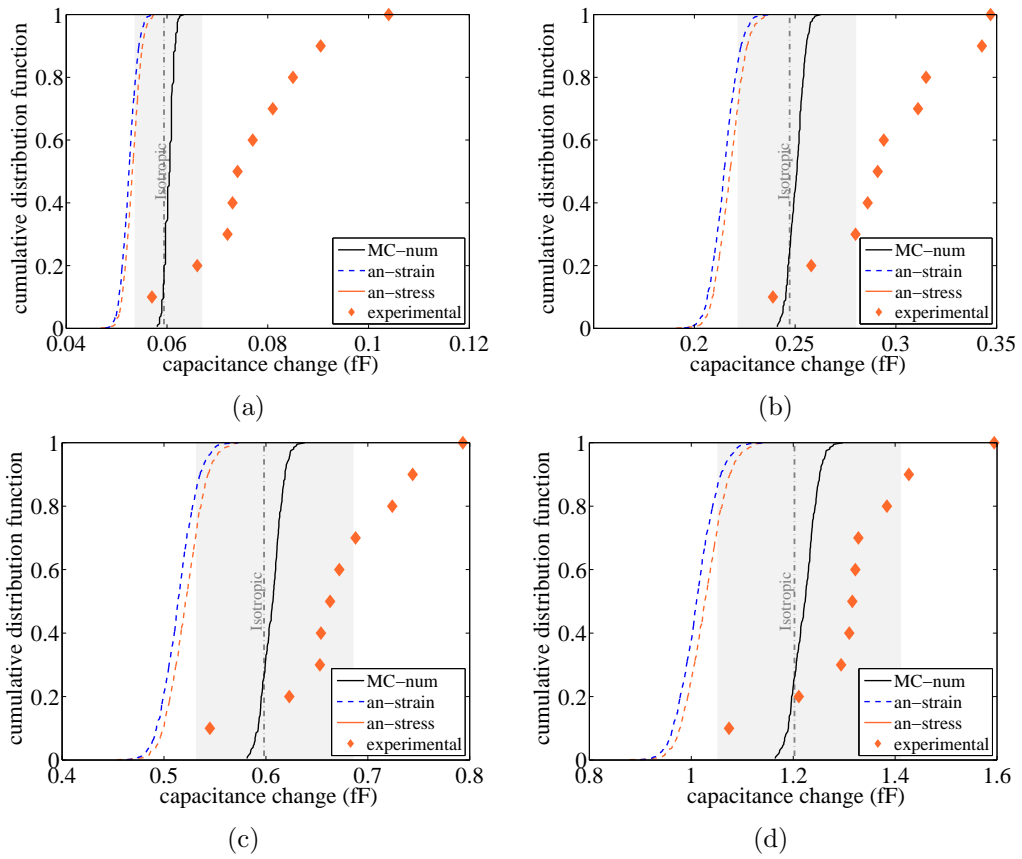 1
0.8
0.6
0.4
0.2
0
cumulative distribution function
Isotropic
MC-num
an-strain
an-stress
experimental
0.04
0.06
0.08
0.1
0.12
capacitance change (fF)
(a)
1
0.8
0.6
0.4
0.2
0
cumulative distribution function
Isotropic
MC-num
an-strain
an-stress
experimental
0.2
0.25
0.3
0.35
capacitance change (fF)
(b)
1
0.8
0.6
0.4
0.2
0
cumulative distribution function
Isotropic
MC-num
an-strain
an-stress
experimental
0.4
0.5
0.6
0.7
0.8
capacitance change (fF)
(c)
1
0.8
0.6
0.4
0.2
0
cumulative distribution function
Isotropic
MC-num
an-strain
an-stress
experimental
0.8
1
1.2
1.4
1.6
capacitance change (fF)
(d)